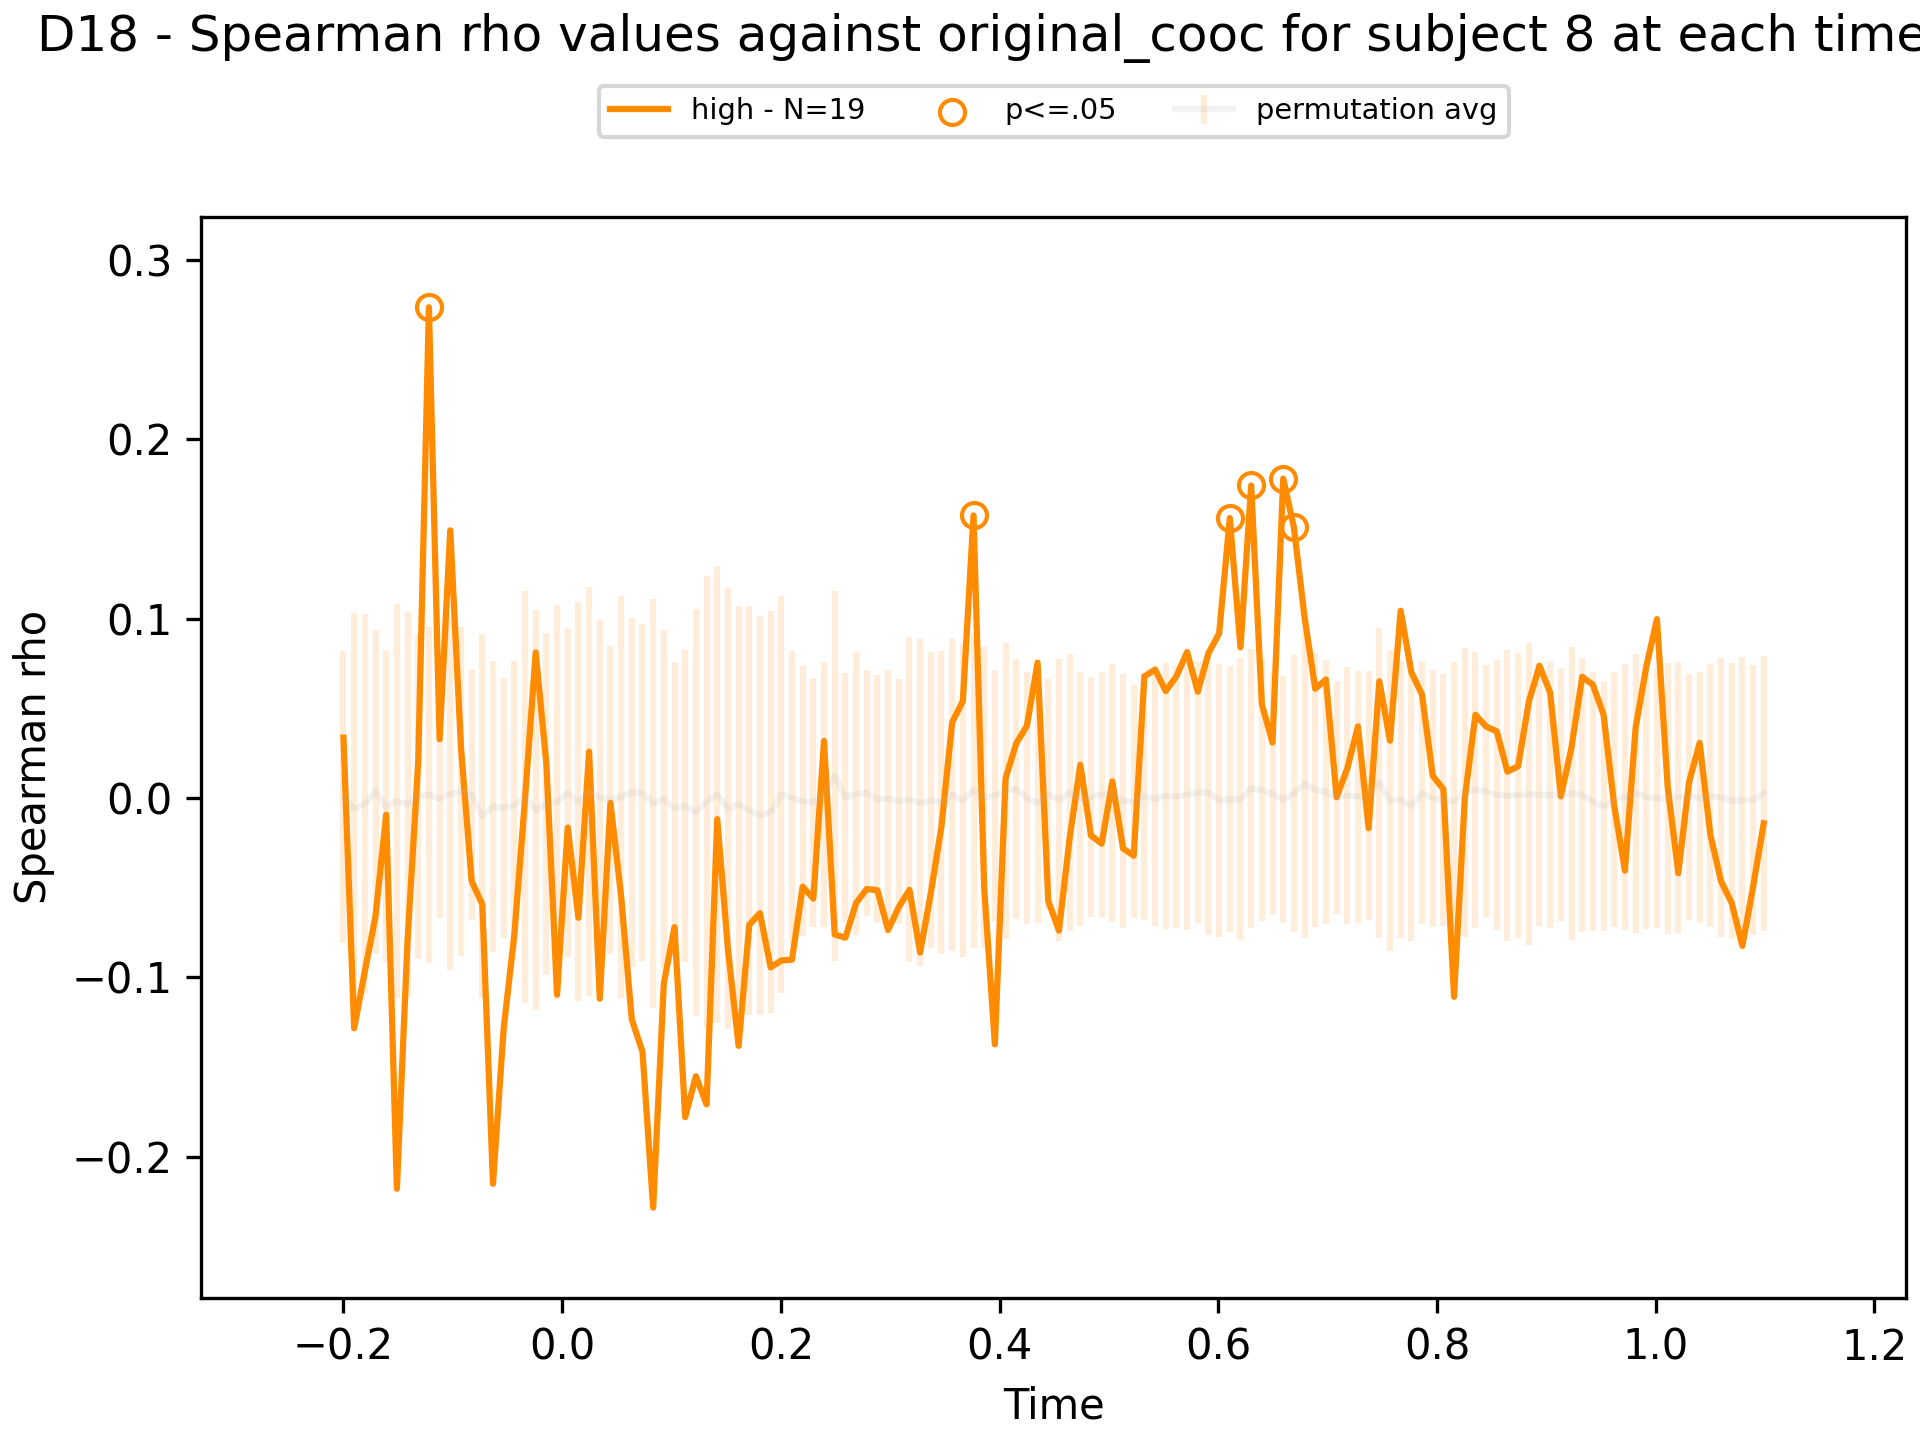 D18 - Spearman rho values against original_cooc for subject 8 at each time
high - N=19 p<=.05 permutation avg
0.3
0.2
0.1
0.0
−0.1
−0.2
Spearman rho
−0.2 0.0 0.2 0.4 0.6 0.8 1.0 1.2
Time